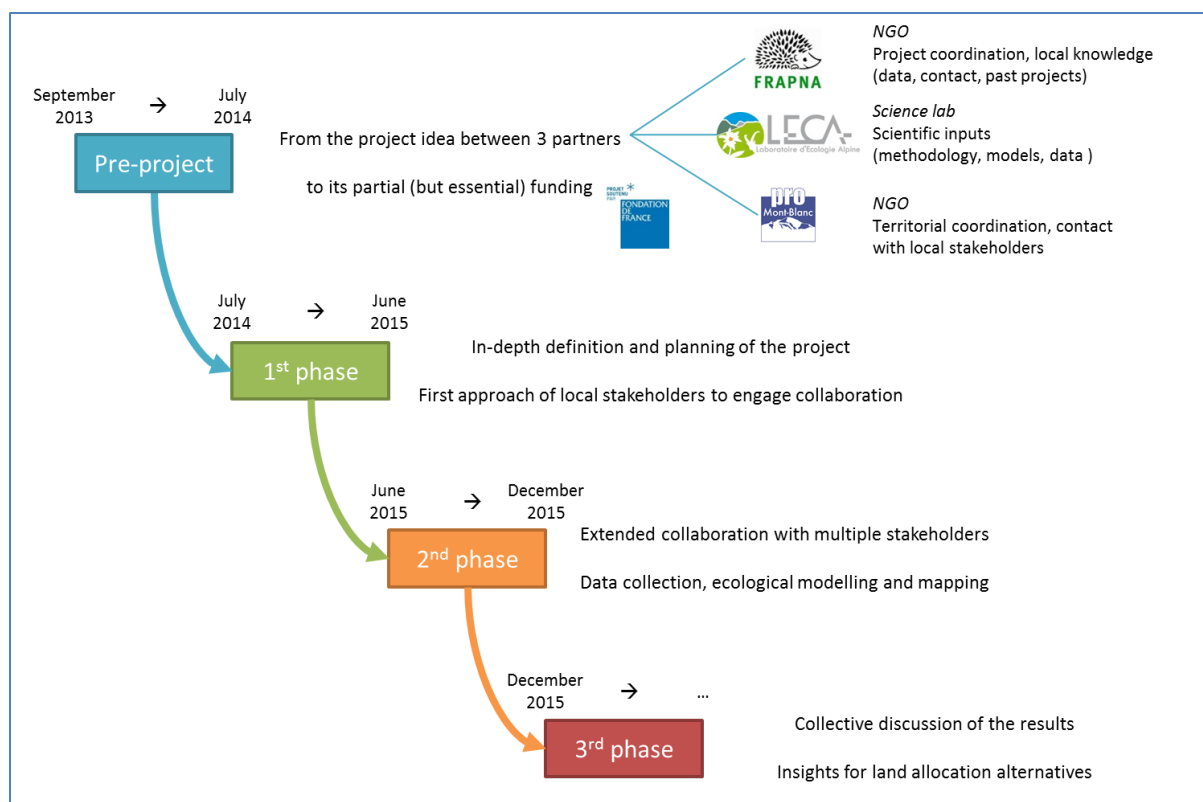 September 2013 → July 2014
Pre-project
From the project idea between 3 partners
to its partial (but essential) funding
PROJET
SOUTENU
PAR
FONDATION
DE
FRANCE
FRAPNA
NGO
Project coordination, local knowledge
(data, contact, past projects)
LECA
Laboratoire d'Ecologie Alpine
Science lab
Scientific inputs
(methodology, models, data )
pro
Mont-Blanc
NGO
Territorial coordination, contact
with local stakeholders
July 2014 → June 2015
1st phase
In-depth definition and planning of the project
First approach of local stakeholders to engage collaboration
June 2015 → December 2015
2nd phase
Extended collaboration with multiple stakeholders
Data collection, ecological modelling and mapping
December 2015 → ...
3rd phase
Collective discussion of the results
Insights for land allocation alternatives